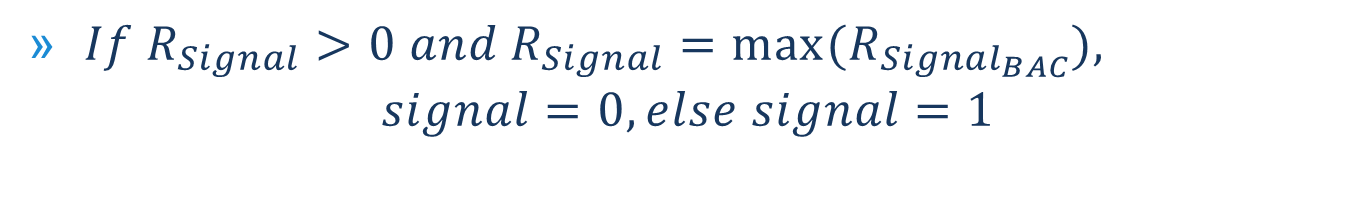 » If R_Signal > 0 and R_Signal = max(R_Signal_BAC),
signal = 0, else signal = 1